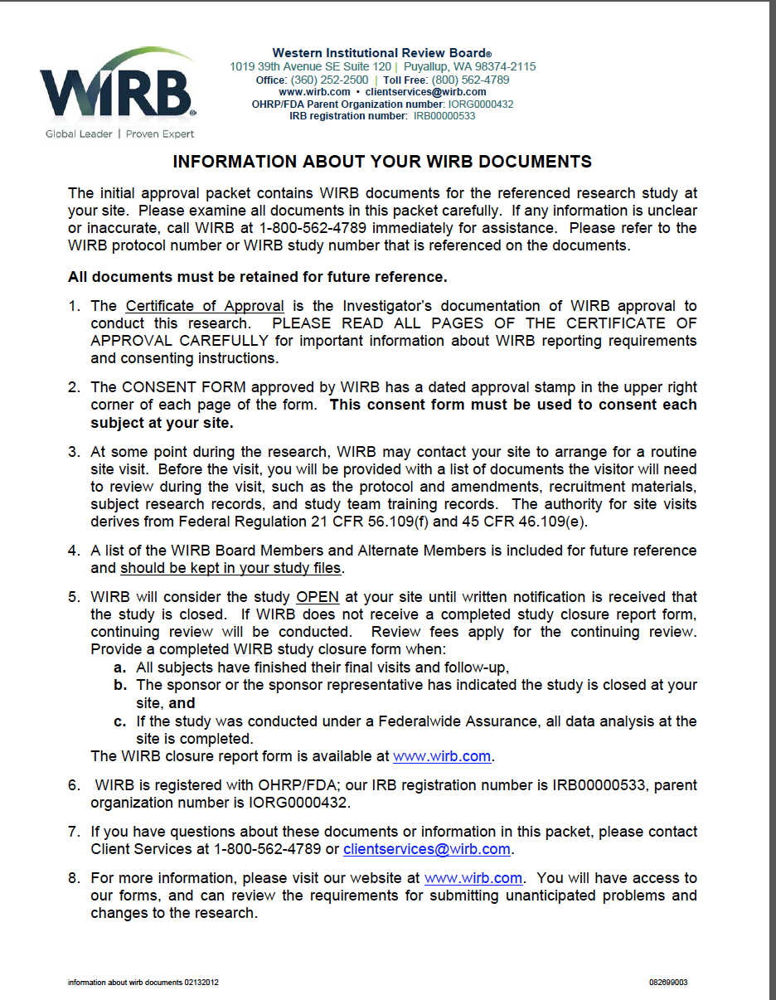 WIRB®
Global Leader | Proven Expert
Western Institutional Review Board®
1019 39th Avenue SE Suite 120 | Puyallup, WA 98374-2115
Office: (360) 252-2500 | Toll Free: (800) 562-4789
www.wirb.com • clientservices@wirb.com
OHRP/FDA Parent Organization number: IORG0000432
IRB registration number: IRB00000533
INFORMATION ABOUT YOUR WIRB DOCUMENTS
The initial approval packet contains WIRB documents for the referenced research study at
your site. Please examine all documents in this packet carefully. If any information is unclear
or inaccurate, call WIRB at 1-800-562-4789 immediately for assistance. Please refer to the
WIRB protocol number or WIRB study number that is referenced on the documents.
All documents must be retained for future reference.
1. The Certificate of Approval is the Investigator's documentation of WIRB approval to
conduct this research. PLEASE READ ALL PAGES OF THE CERTIFICATE OF
APPROVAL CAREFULLY for important information about WIRB reporting requirements
and consenting instructions.
2. The CONSENT FORM approved by WIRB has a dated approval stamp in the upper right
corner of each page of the form. This consent form must be used to consent each
subject at your site.
3. At some point during the research, WIRB may contact your site to arrange for a routine
site visit. Before the visit, you will be provided with a list of documents the visitor will need
to review during the visit, such as the protocol and amendments, recruitment materials,
subject research records, and study team training records. The authority for site visits
derives from Federal Regulation 21 CFR 56.109(f) and 45 CFR 46.109(e).
4. A list of the WIRB Board Members and Alternate Members is included for future reference
and should be kept in your study files.
5. WIRB will consider the study OPEN at your site until written notification is received that
the study is closed. If WIRB does not receive a completed study closure report form,
continuing review will be conducted. Review fees apply for the continuing review.
Provide a completed WIRB study closure form when:
a. All subjects have finished their final visits and follow-up,
b. The sponsor or the sponsor representative has indicated the study is closed at your
site, and
c. If the study was conducted under a Federalwide Assurance, all data analysis at the
site is completed.
The WIRB closure report form is available at www.wirb.com.
6. WIRB is registered with OHRP/FDA; our IRB registration number is IRB00000533, parent
organization number is IORG0000432.
7. If you have questions about these documents or information in this packet, please contact
Client Services at 1-800-562-4789 or clientservices@wirb.com.
8. For more information, please visit our website at www.wirb.com. You will have access to
our forms, and can review the requirements for submitting unanticipated problems and
changes to the research.
information about wirb documents 02132012
082699003